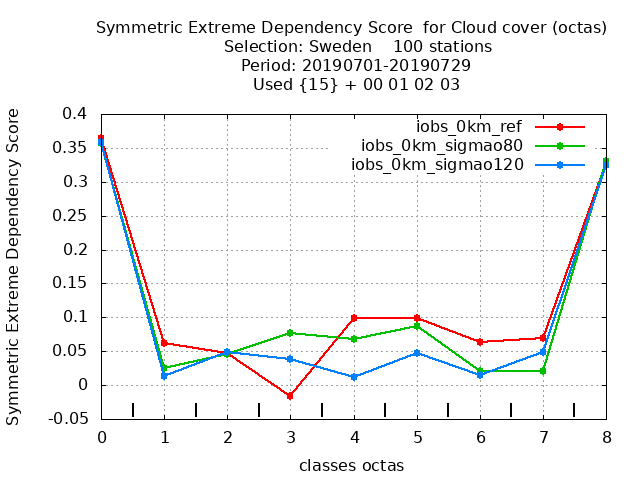 Symmetric Extreme Dependency Score  for Cloud cover (octas)
Selection: Sweden    100 stations
Period: 20190701-20190729
Used {15} + 00 01 02 03
Symmetric Extreme Dependency Score
0.4
0.35
0.3
0.25
0.2
0.15
0.1
0.05
0
-0.05
iobs_0km_ref
iobs_0km_sigmao80
iobs_0km_sigmao120
0 1 2 3 4 5 6 7 8
classes octas